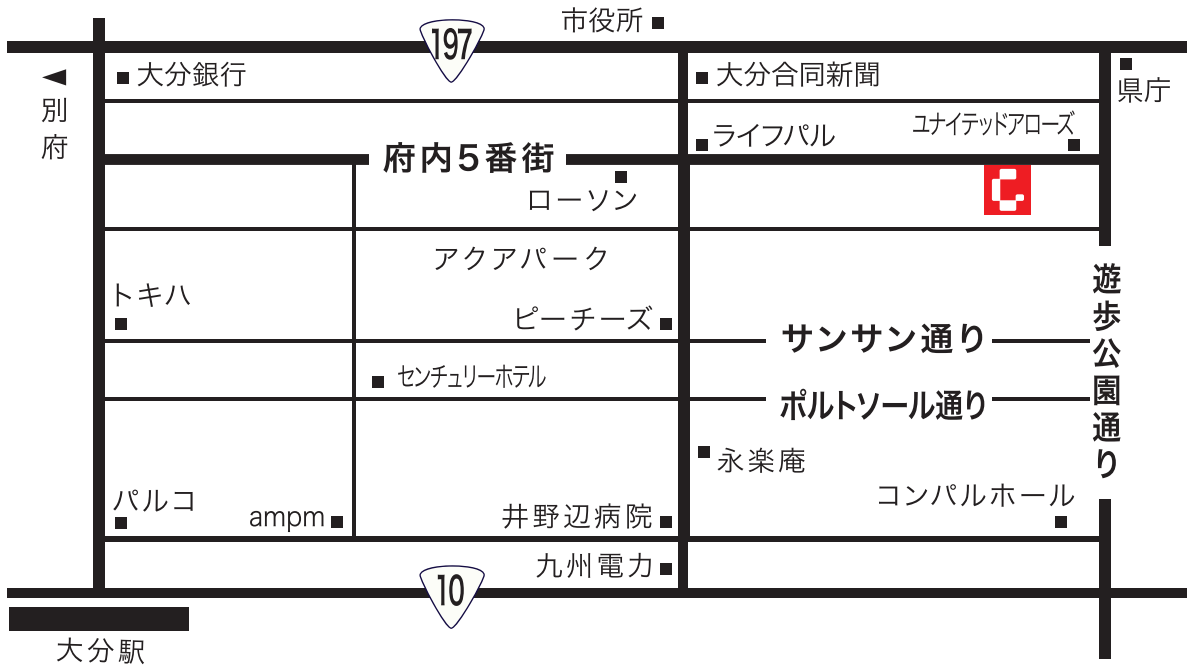 市役所
197
大分銀行
大分合同新聞
県庁
別府
ライフパル
ユナイテッドアローズ
府内5番街
ローソン
アクアパーク
トキハ
ピーチーズ
サンサン通り
遊歩公園通り
センチュリーホテル
ポルトソール通り
永楽庵
パルコ
ampm
井野辺病院
コンパルホール
九州電力
10
大分駅